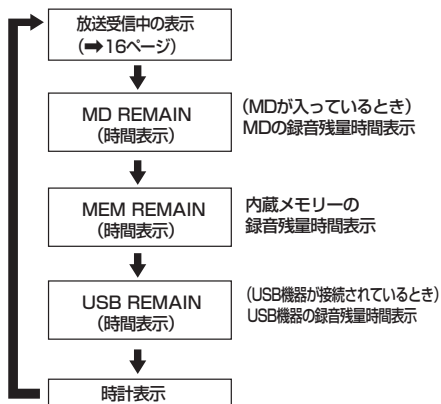 放送受信中の表示
(➡16ページ)
MD REMAIN
(時間表示)
(MDが入っているとき)
MDの録音残量時間表示
MEM REMAIN
(時間表示)
内蔵メモリーの
録音残量時間表示
USB REMAIN
(時間表示)
(USB機器が接続されているとき)
USB機器の録音残量時間表示
時計表示